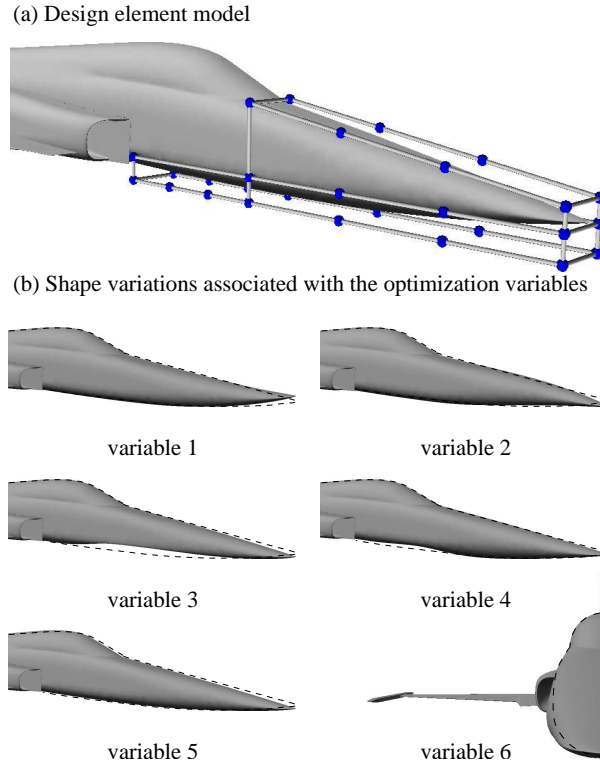 (a) Design element model
(b) Shape variations associated with the optimization variables
variable 1
variable 2
variable 3
variable 4
variable 5
variable 6